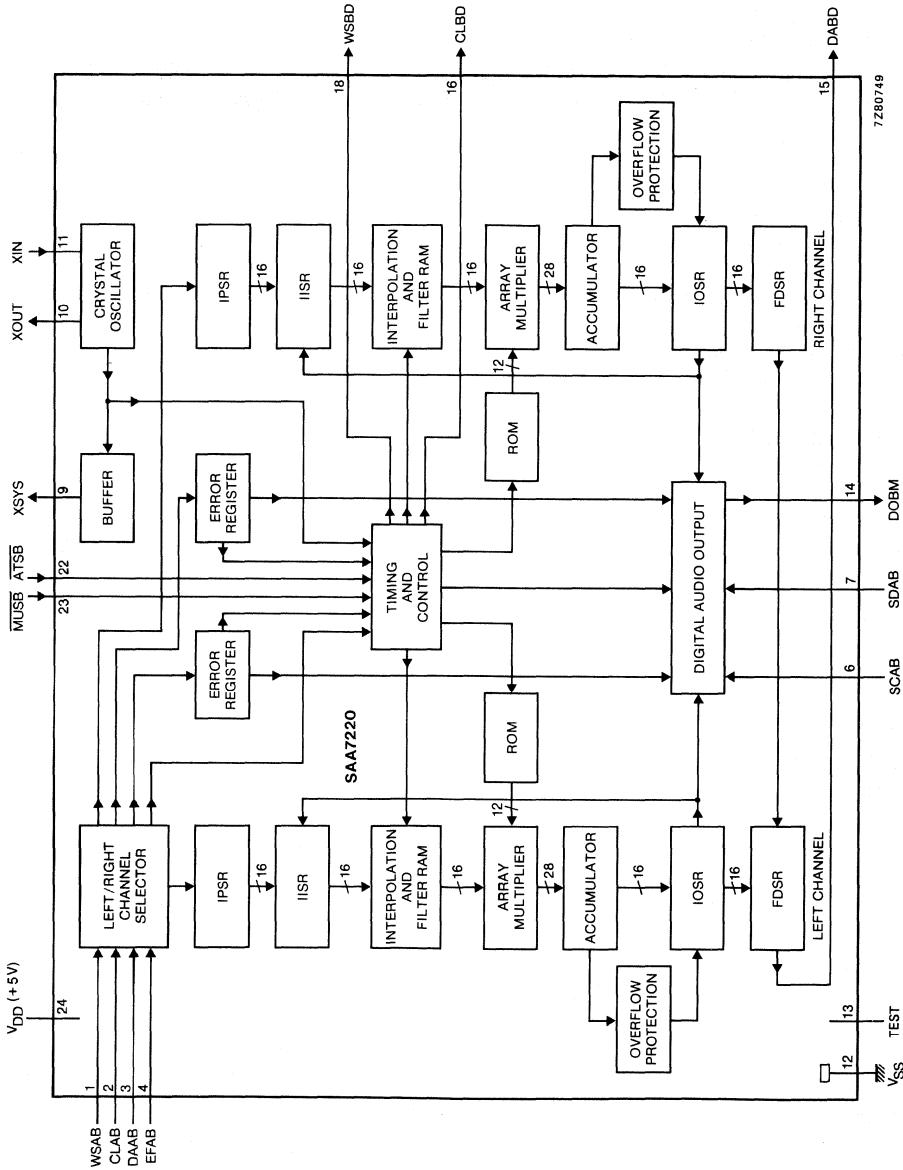 VDD (+5V)
24
WSAB
1
CLAB
2
DAAB
3
EFAB
4
LEFT/RIGHT
CHANNEL
SELECTOR
MUSB
23
ATSB
22
XSYS
9
XOUT
10
XIN
11
BUFFER
CRYSTAL
OSCILLATOR
ERROR
REGISTER
ERROR
REGISTER
IPSR
16
IISR
16
INTERPOLATION
AND
FILTER RAM
16
ARRAY
MULTIPLIER
28
ACCUMULATOR
16
OVERFLOW
PROTECTION
IOSR
16
FDSR
LEFT CHANNEL
SAA7220
TIMING
AND
CONTROL
ROM
12
ROM
12
DIGITAL AUDIO OUTPUT
IPSR
16
IISR
16
INTERPOLATION
AND
FILTER RAM
16
ARRAY
MULTIPLIER
28
ACCUMULATOR
16
OVERFLOW
PROTECTION
IOSR
16
FDSR
RIGHT CHANNEL
18
WSBD
16
CLBD
15
DABD
12
VSS
13
TEST
6
SCAB
7
SDAB
14
DOBM
7Z80749